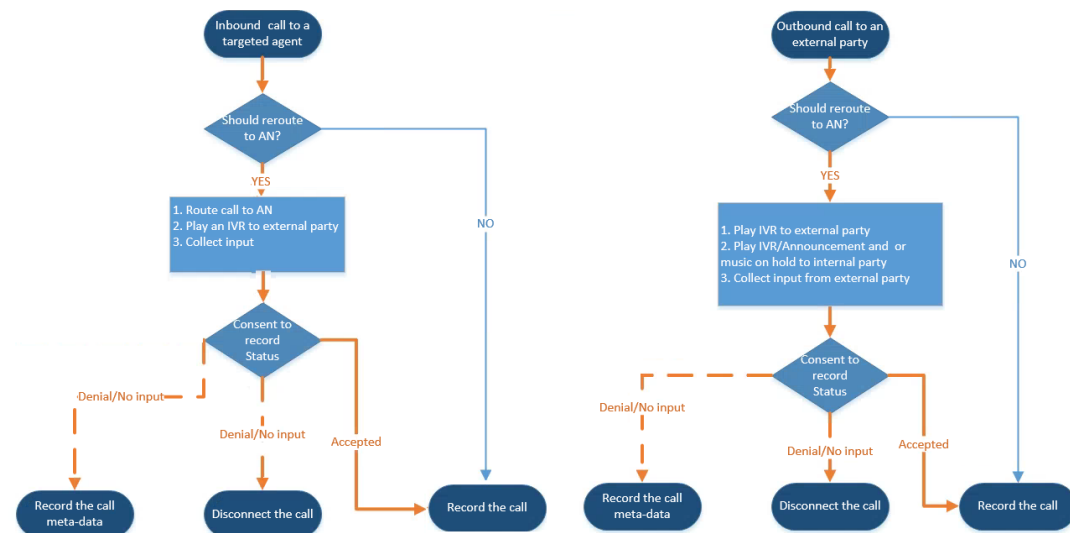 Inbound call to a
targeted agent
Should reroute
to AN?
YES
NO
1. Route call to AN
2. Play an IVR to external party
3. Collect input
Consent to
record
Status
Denial/No input
Denial/No input
Accepted
Record the call
meta-data
Disconnect the call
Record the call
Outbound call to an
external party
Should reroute
to AN?
YES
NO
1. Play IVR to external party
2. Play IVR/Announcement and or
music on hold to internal party
3. Collect input from external party
Consent to
record
Status
Denial/No input
Denial/No input
Accepted
Record the call
meta-data
Disconnect the call
Record the call